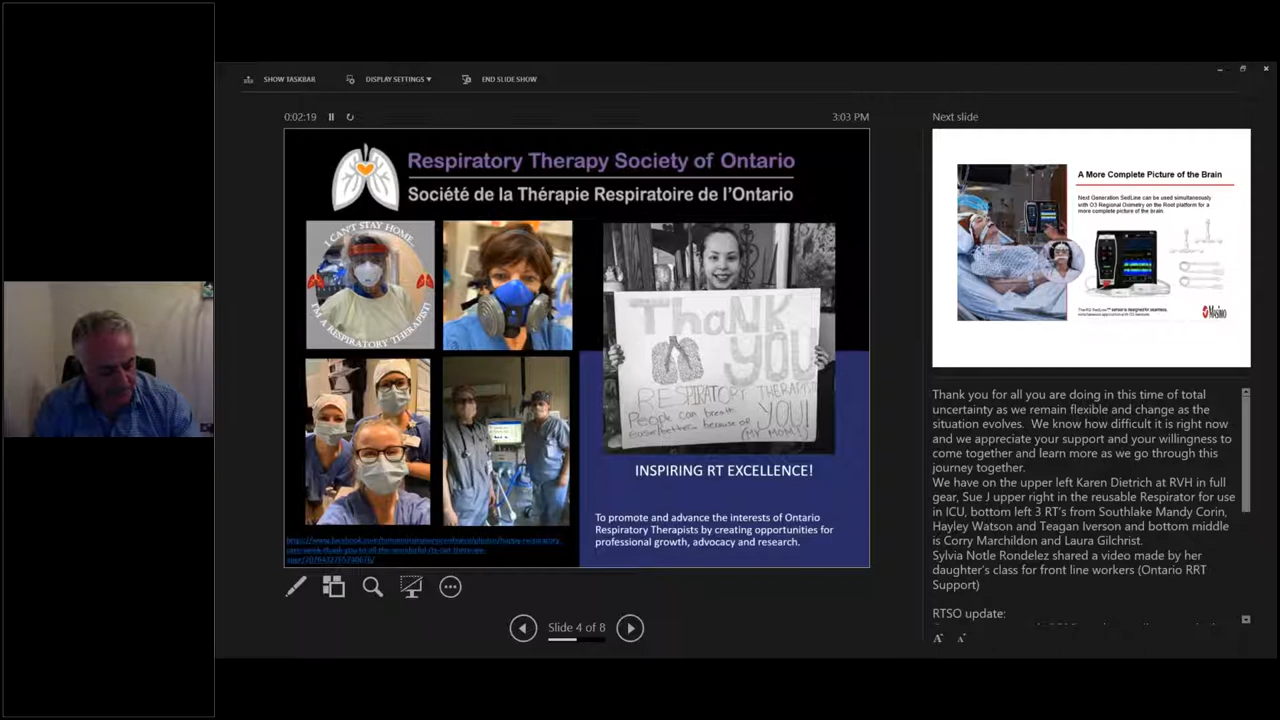 SHOW TASKBAR
DISPLAY SETTINGS ▼
END SLIDE SHOW
0:02:19
3:03 PM
Respiratory Therapy Society of Ontario
Société de la Thérapie Respiratoire de l'Ontario
I CAN'T STAY HOME...
I'M A RESPIRATORY THERAPIST!
ThaNK
YOU
RESPIRATORY THERAPIST
People can breath
easier/better because of YOU!
(MY MOM!)
INSPIRING RT EXCELLENCE!
To promote and advance the interests of Ontario
Respiratory Therapists by creating opportunities for
professional growth, advocacy and research.
Slide 4 of 8
Next slide
A More Complete Picture of the Brain
Next Generation SedLine can be used simultaneously
with O3 Regional Oximetry on the Root platform for a
more complete picture of the brain.
Masimo
Thank you for all you are doing in this time of total
uncertainty as we remain flexible and change as the
situation evolves. We know how difficult it is right now
and we appreciate your support and your willingness to
come together and learn more as we go through this
journey together.
We have on the upper left Karen Dietrich at RVH in full
gear, Sue J upper right in the reusable Respirator for use
in ICU, bottom left 3 RT's from Southlake Mandy Corin,
Hayley Watson and Teagan Iverson and bottom middle
is Corry Marchildon and Laura Gilchrist.
Sylvia Notle Rondelez shared a video made by her
daughter's class for front line workers (Ontario RRT
Support)
RTSO update: